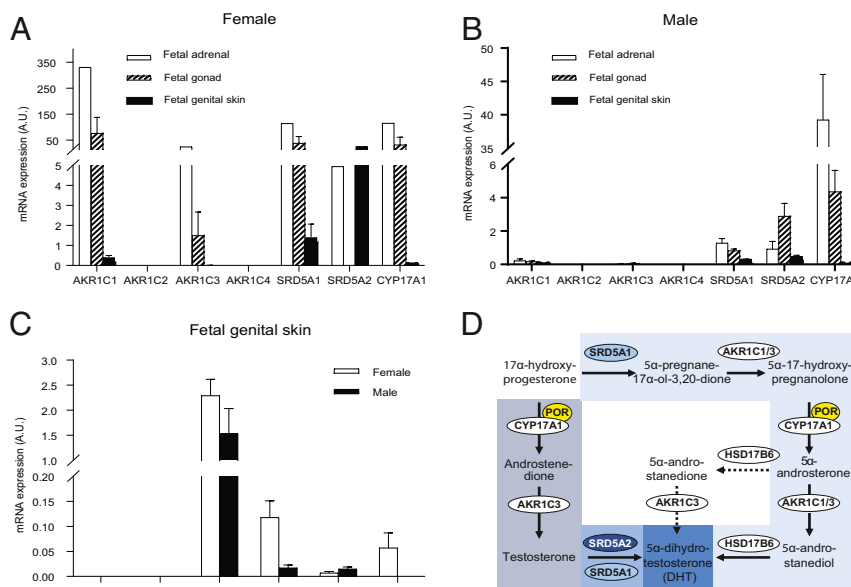 A
Female
Fetal adrenal
Fetal gonad
Fetal genital skin
mRNA expression (A.U.)
350
250
150
50
5
4
2
1
0
AKR1C1 AKR1C2 AKR1C3 AKR1C4 SRD5A1 SRD5A2 CYP17A1
B
Male
Fetal adrenal
Fetal gonad
Fetal genital skin
mRNA expression (A.U.)
50
45
40
35
6
4
2
0
AKR1C1 AKR1C2 AKR1C3 AKR1C4 SRD5A1 SRD5A2 CYP17A1
C
Fetal genital skin
Female
Male
mRNA expression (A.U.)
3.0
2.5
2.0
1.5
0.20
0.15
0.10
0.05
0.00
D
17α-hydroxy-
progesterone
SRD5A1
5α-pregnane-
17α-ol-3,20-dione
AKR1C1/3
5α-17-hydroxy-
pregnanolone
POR
CYP17A1
POR
CYP17A1
Androstene-
dione
5α-andro-
stanedione
HSD17B6
5α-
androsterone
AKR1C3
AKR1C3
AKR1C1/3
Testosterone
SRD5A2
SRD5A1
5α-dihydro-
testosterone
(DHT)
HSD17B6
5α-andro-
stanediol